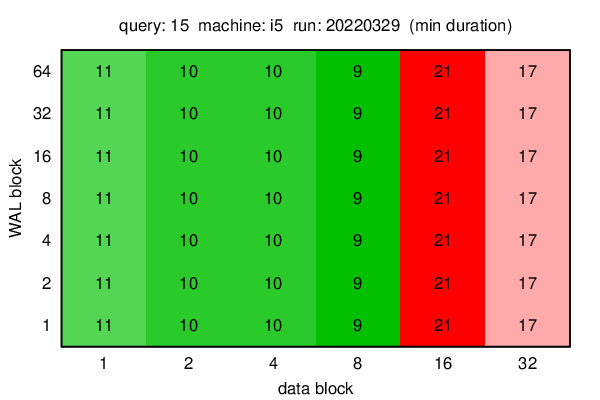 query: 15 machine: i5 run: 20220329 (min duration)
64 11 10 10 9 21 17
32 11 10 10 9 21 17
16 11 10 10 9 21 17
8 11 10 10 9 21 17
4 11 10 10 9 21 17
2 11 10 10 9 21 17
1 11 10 10 9 21 17
WAL block
1 2 4 8 16 32
data block